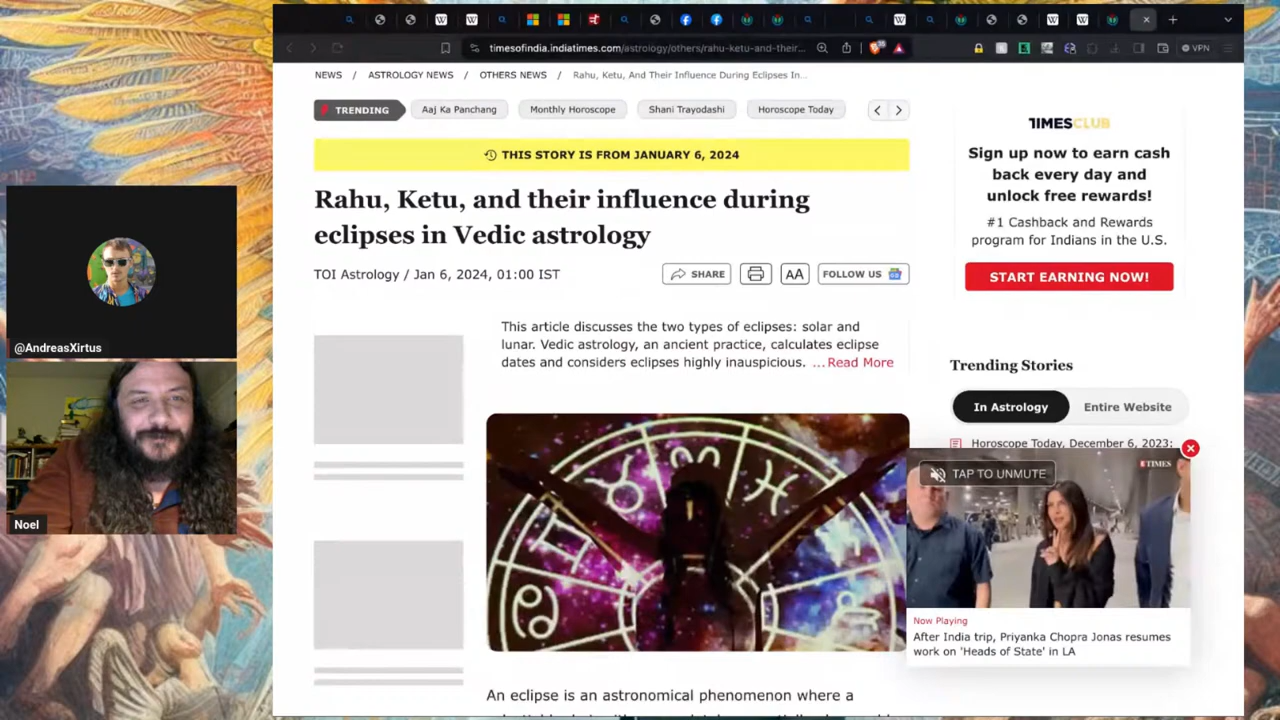 timesofindia.indiatimes.com/astrology/others/rahu-ketu-and-their...
VPN
NEWS / ASTROLOGY NEWS / OTHERS NEWS / Rahu, Ketu, And Their Influence During Eclipses In...
TRENDING
Aaj Ka Panchang
Monthly Horoscope
Shani Trayodashi
Horoscope Today
THIS STORY IS FROM JANUARY 6, 2024
Rahu, Ketu, and their influence during
eclipses in Vedic astrology
TOI Astrology / Jan 6, 2024, 01:00 IST
SHARE
AA
FOLLOW US
This article discusses the two types of eclipses: solar and
lunar. Vedic astrology, an ancient practice, calculates eclipse
dates and considers eclipses highly inauspicious. ...Read More
An eclipse is an astronomical phenomenon where a
TIMESCLUB
Sign up now to earn cash
back every day and
unlock free rewards!
#1 Cashback and Rewards
program for Indians in the U.S.
START EARNING NOW!
Trending Stories
In Astrology
Entire Website
Horoscope Today, December 6, 2023:
TAP TO UNMUTE
ETIMES
Now Playing
After India trip, Priyanka Chopra Jonas resumes
work on 'Heads of State' in LA
@AndreasXirtus
Noel